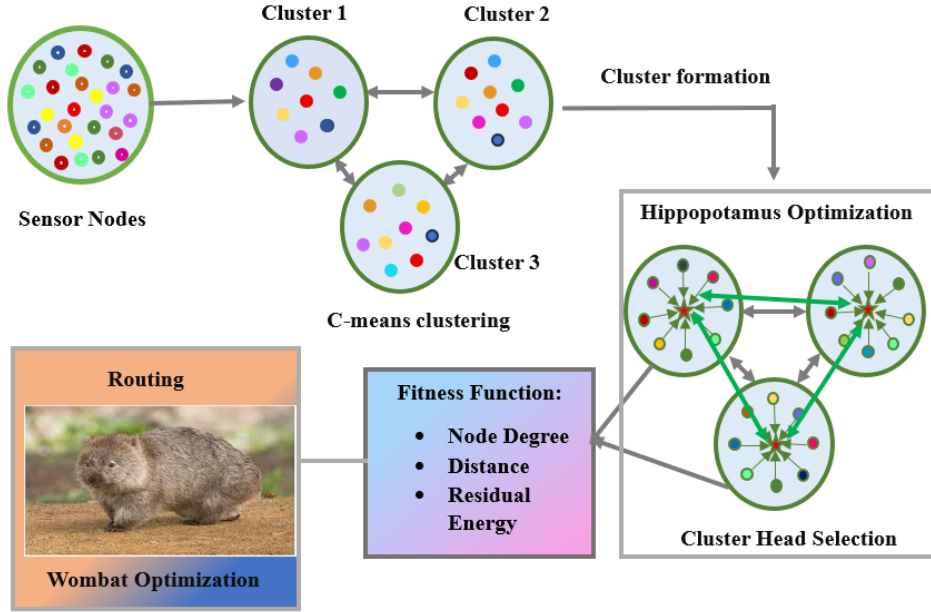 Cluster 1
Cluster 2
Cluster formation
Sensor Nodes
Cluster 3
C-means clustering
Hippopotamus Optimization
Cluster Head Selection
Fitness Function:
• Node Degree
• Distance
• Residual
Energy
Routing
Wombat Optimization